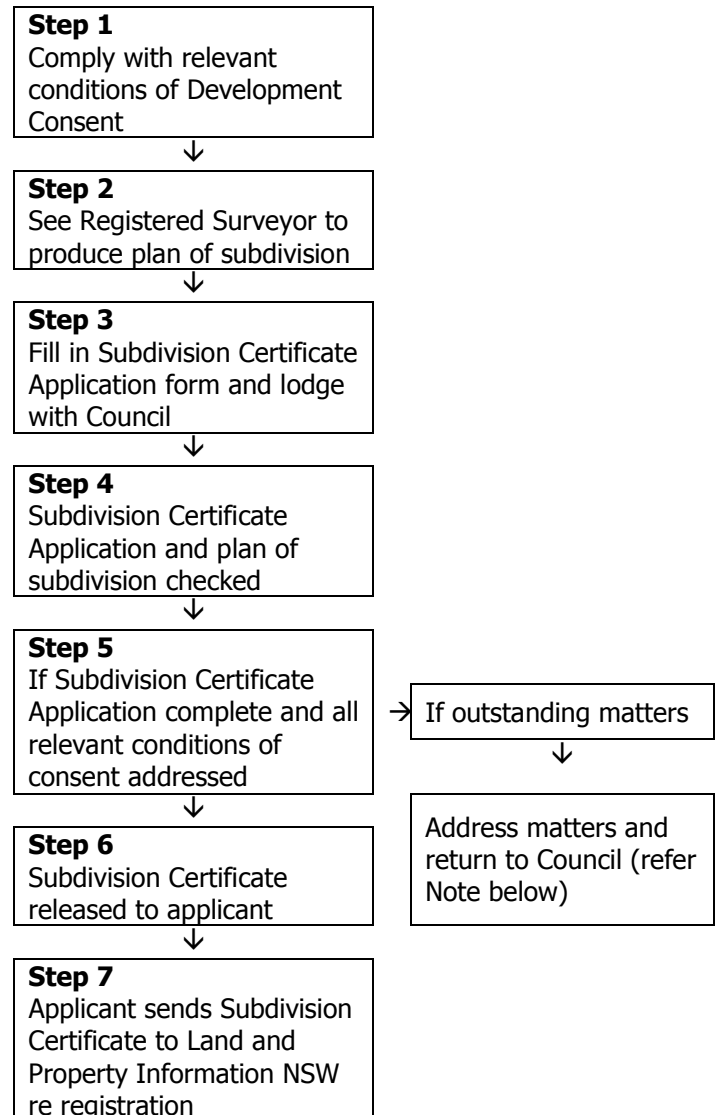 Step 1
Comply with relevant
conditions of Development
Consent
↓
Step 2
See Registered Surveyor to
produce plan of subdivision
↓
Step 3
Fill in Subdivision Certificate
Application form and lodge
with Council
↓
Step 4
Subdivision Certificate
Application and plan of
subdivision checked
↓
Step 5
If Subdivision Certificate
Application complete and all
relevant conditions of
consent addressed
→
If outstanding matters
↓
Address matters and
return to Council (refer
Note below)
↓
Step 6
Subdivision Certificate
released to applicant
↓
Step 7
Applicant sends Subdivision
Certificate to Land and
Property Information NSW
re registration